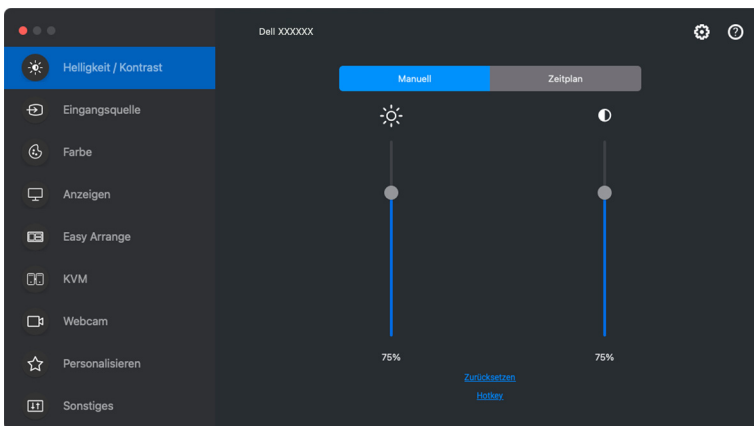 Dell XXXXXX
Helligkeit / Kontrast
Eingangsquelle
Farbe
Anzeigen
Easy Arrange
KVM
Webcam
Personalisieren
Sonstiges
Manuell
Zeitplan
75%
75%
Zurücksetzen
Hotkey